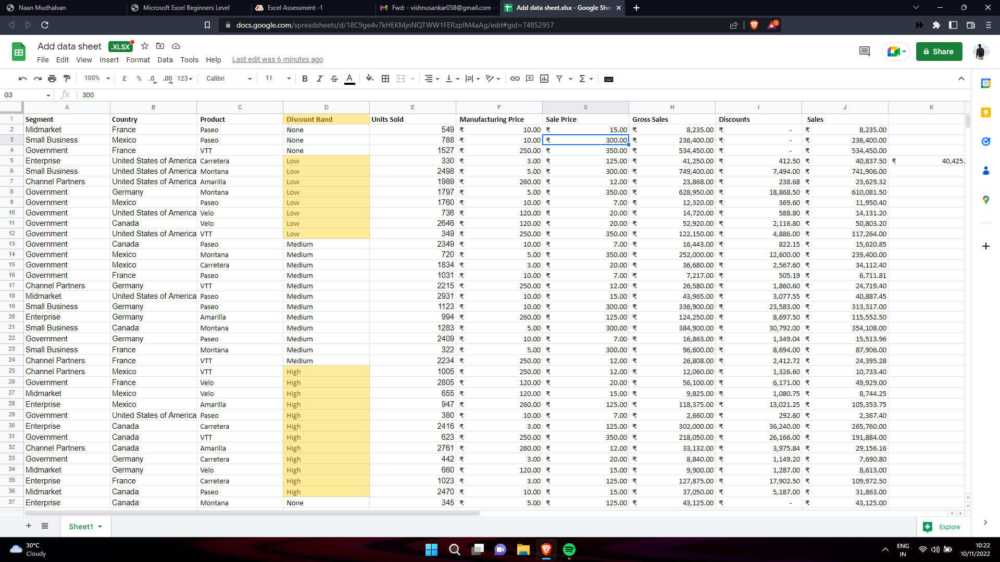 Naan Mudhalvan Microsoft Excel Beginners Level Excel Assessment -1 Fwd: - vishnusankar058@gmail.com - Add data sheet.xlsx - Google She
docs.google.com/spreadsheets/d/18C9ge4v7kHEKMjnNQTWW1FERzpIM4aAg/edit#gid=74852957 1
Add data sheet .XLSX
File Edit View Insert Format Data Tools Help Last edit was 6 minutes ago Share
100% £ % .0 .00 123 Calibri 11 B I S A Σ 31
G3 fx 300
A B C D E F G H I J K
1 Segment Country Product Discount Band Units Sold Manufacturing Price Sale Price Gross Sales Discounts Sales
2 Midmarket France Paseo None 549 ₹ 10.00 ₹ 15.00 ₹ 8,235.00 ₹ - ₹ 8,235.00
3 Small Business Mexico Paseo None 788 ₹ 10.00 ₹ 300.00 ₹ 236,400.00 ₹ - ₹ 236,400.00
4 Government France VTT None 1527 ₹ 250.00 ₹ 350.00 ₹ 534,450.00 ₹ - ₹ 534,450.00
5 Enterprise United States of America Carretera Low 330 ₹ 3.00 ₹ 125.00 ₹ 41,250.00 ₹ 412.50 ₹ 40,837.50 ₹ 40,425.
6 Small Business United States of America Montana Low 2498 ₹ 5.00 ₹ 300.00 ₹ 749,400.00 ₹ 7,494.00 ₹ 741,906.00
7 Channel Partners United States of America Amarilla Low 1989 ₹ 260.00 ₹ 12.00 ₹ 23,868.00 ₹ 238.68 ₹ 23,629.32
8 Government Germany Montana Low 1797 ₹ 5.00 ₹ 350.00 ₹ 628,950.00 ₹ 18,868.50 ₹ 610,081.50
9 Government Mexico Paseo Low 1760 ₹ 10.00 ₹ 7.00 ₹ 12,320.00 ₹ 369.60 ₹ 11,950.40
10 Government United States of America Velo Low 736 ₹ 120.00 ₹ 20.00 ₹ 14,720.00 ₹ 588.80 ₹ 14,131.20
11 Government Canada Velo Low 2646 ₹ 120.00 ₹ 20.00 ₹ 52,920.00 ₹ 2,116.80 ₹ 50,803.20
12 Government United States of America VTT Low 349 ₹ 250.00 ₹ 350.00 ₹ 122,150.00 ₹ 4,886.00 ₹ 117,264.00
13 Government Canada Paseo Medium 2349 ₹ 10.00 ₹ 7.00 ₹ 16,443.00 ₹ 822.15 ₹ 15,620.85
14 Government Mexico Montana Medium 720 ₹ 5.00 ₹ 350.00 ₹ 252,000.00 ₹ 12,600.00 ₹ 239,400.00
15 Government Mexico Carretera Medium 1834 ₹ 3.00 ₹ 20.00 ₹ 36,680.00 ₹ 2,567.60 ₹ 34,112.40
16 Government France Paseo Medium 1031 ₹ 10.00 ₹ 7.00 ₹ 7,217.00 ₹ 505.19 ₹ 6,711.81
17 Channel Partners Germany VTT Medium 2215 ₹ 250.00 ₹ 12.00 ₹ 26,580.00 ₹ 1,860.60 ₹ 24,719.40
18 Midmarket United States of America Paseo Medium 2931 ₹ 10.00 ₹ 15.00 ₹ 43,965.00 ₹ 3,077.55 ₹ 40,887.45
19 Small Business Germany Paseo Medium 1123 ₹ 10.00 ₹ 300.00 ₹ 336,900.00 ₹ 23,583.00 ₹ 313,317.00
20 Enterprise Germany Amarilla Medium 994 ₹ 260.00 ₹ 125.00 ₹ 124,250.00 ₹ 8,697.50 ₹ 115,552.50
21 Small Business Canada Montana Medium 1283 ₹ 5.00 ₹ 300.00 ₹ 384,900.00 ₹ 30,792.00 ₹ 354,108.00
22 Government Germany Paseo Medium 2409 ₹ 10.00 ₹ 7.00 ₹ 16,863.00 ₹ 1,349.04 ₹ 15,513.96
23 Small Business France Montana Medium 322 ₹ 5.00 ₹ 300.00 ₹ 96,600.00 ₹ 8,694.00 ₹ 87,906.00
24 Channel Partners France VTT Medium 2234 ₹ 250.00 ₹ 12.00 ₹ 26,808.00 ₹ 2,412.72 ₹ 24,395.28
25 Channel Partners Mexico VTT High 1005 ₹ 250.00 ₹ 12.00 ₹ 12,060.00 ₹ 1,326.60 ₹ 10,733.40
26 Government France Velo High 2805 ₹ 120.00 ₹ 20.00 ₹ 56,100.00 ₹ 6,171.00 ₹ 49,929.00
27 Midmarket Mexico Velo High 655 ₹ 120.00 ₹ 15.00 ₹ 9,825.00 ₹ 1,080.75 ₹ 8,744.25
28 Enterprise Mexico Amarilla High 947 ₹ 260.00 ₹ 125.00 ₹ 118,375.00 ₹ 13,021.25 ₹ 105,353.75
29 Government United States of America Paseo High 380 ₹ 10.00 ₹ 7.00 ₹ 2,660.00 ₹ 292.60 ₹ 2,367.40
30 Enterprise Canada Carretera High 2416 ₹ 3.00 ₹ 125.00 ₹ 302,000.00 ₹ 36,240.00 ₹ 265,760.00
31 Government Canada VTT High 623 ₹ 250.00 ₹ 350.00 ₹ 218,050.00 ₹ 26,166.00 ₹ 191,884.00
32 Channel Partners Canada Amarilla High 2761 ₹ 260.00 ₹ 12.00 ₹ 33,132.00 ₹ 3,975.84 ₹ 29,156.16
33 Government Germany Carretera High 442 ₹ 3.00 ₹ 20.00 ₹ 8,840.00 ₹ 1,149.20 ₹ 7,690.80
34 Midmarket Germany Velo High 660 ₹ 120.00 ₹ 15.00 ₹ 9,900.00 ₹ 1,287.00 ₹ 8,613.00
35 Enterprise France Carretera High 1023 ₹ 3.00 ₹ 125.00 ₹ 127,875.00 ₹ 17,902.50 ₹ 109,972.50
36 Midmarket Canada Paseo High 2470 ₹ 10.00 ₹ 15.00 ₹ 37,050.00 ₹ 5,187.00 ₹ 31,863.00
37 Enterprise Canada Montana None 345 ₹ 5.00 ₹ 125.00 ₹ 43,125.00 ₹ - ₹ 43,125.00
Sheet1 Explore
30°C
Cloudy
ENG
IN
10:22
10/11/2022